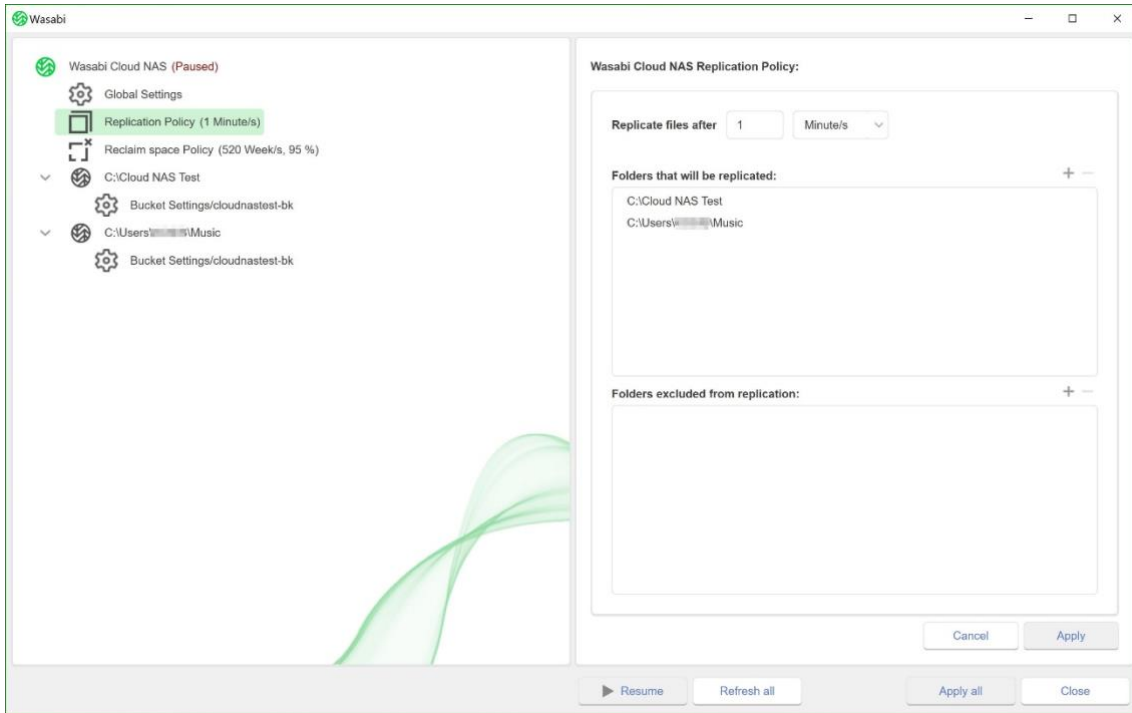 Wasabi
Wasabi Cloud NAS (Paused)
Global Settings
Replication Policy (1 Minute/s)
Reclaim space Policy (520 Week/s, 95 %)
C:\Cloud NAS Test
Bucket Settings/cloudnastest-bk
C:\Users\ \Music
Bucket Settings/cloudnastest-bk
Wasabi Cloud NAS Replication Policy:
Replicate files after 1 Minute/s
Folders that will be replicated:
C:\Cloud NAS Test
C:\Users\ \Music
Folders excluded from replication:
Cancel Apply
Resume Refresh all Apply all Close